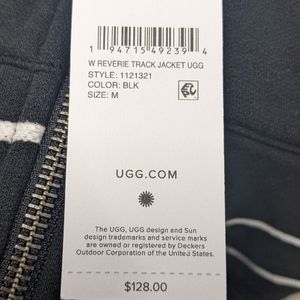 1 94715 49239 4
W REVERIE TRACK JACKET UGG
STYLE: 1121321
COLOR: BLK
SIZE: M
UGG.COM
The UGG, UGG design and Sun
design trademarks and service marks
are owned or registered by Deckers
Outdoor Corporation of the United States.
$128.00